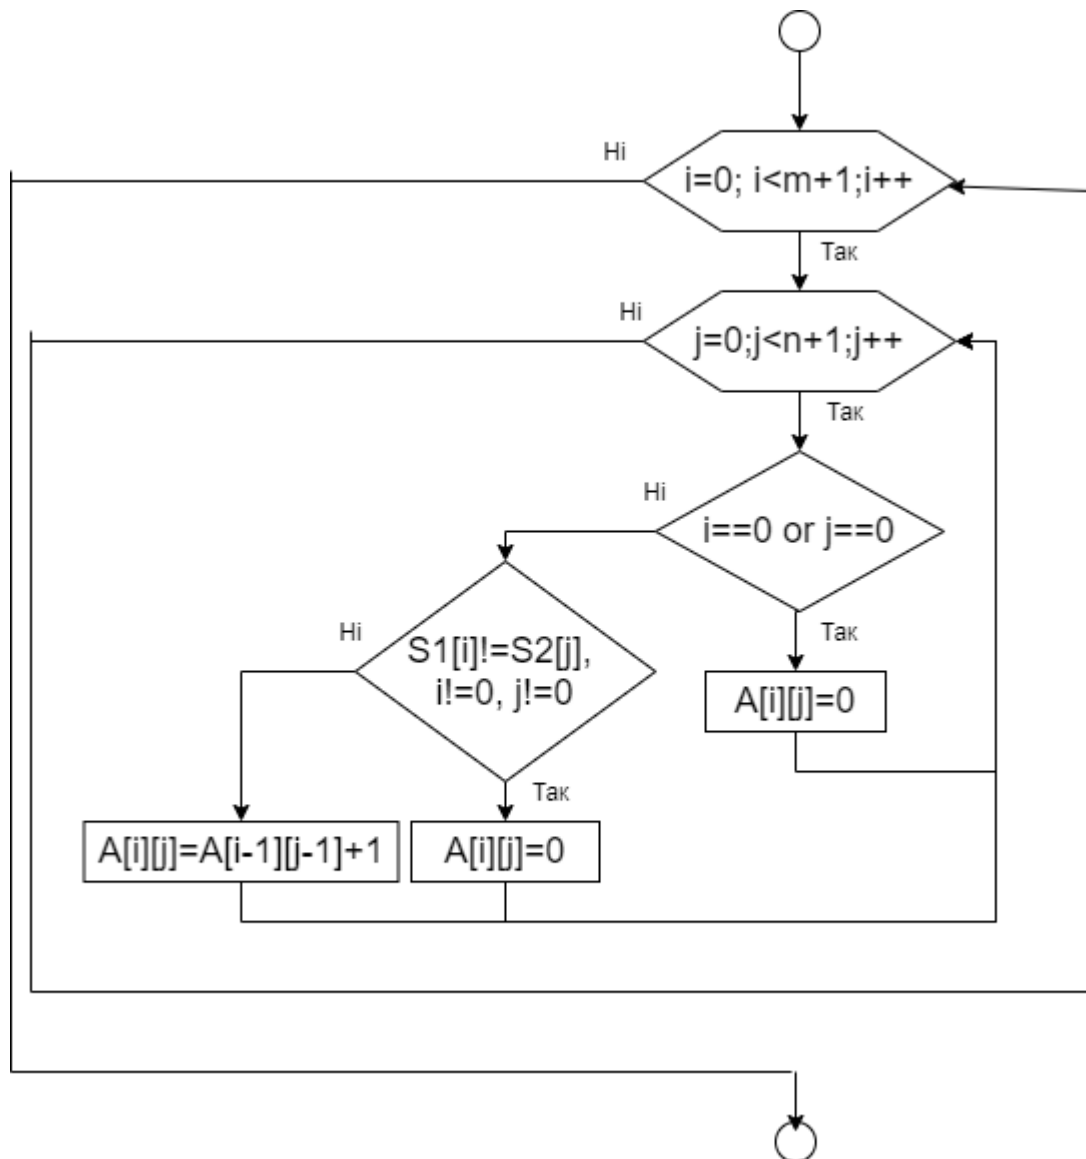 Ні
i=0; i<m+1;i++
Так
Ні
j=0;j<n+1;j++
Так
Ні
i==0 or j==0
Ні
S1[i]!=S2[j],
i!=0, j!=0
Так
A[i][j]=0
Так
A[i][j]=A[i-1][j-1]+1
A[i][j]=0